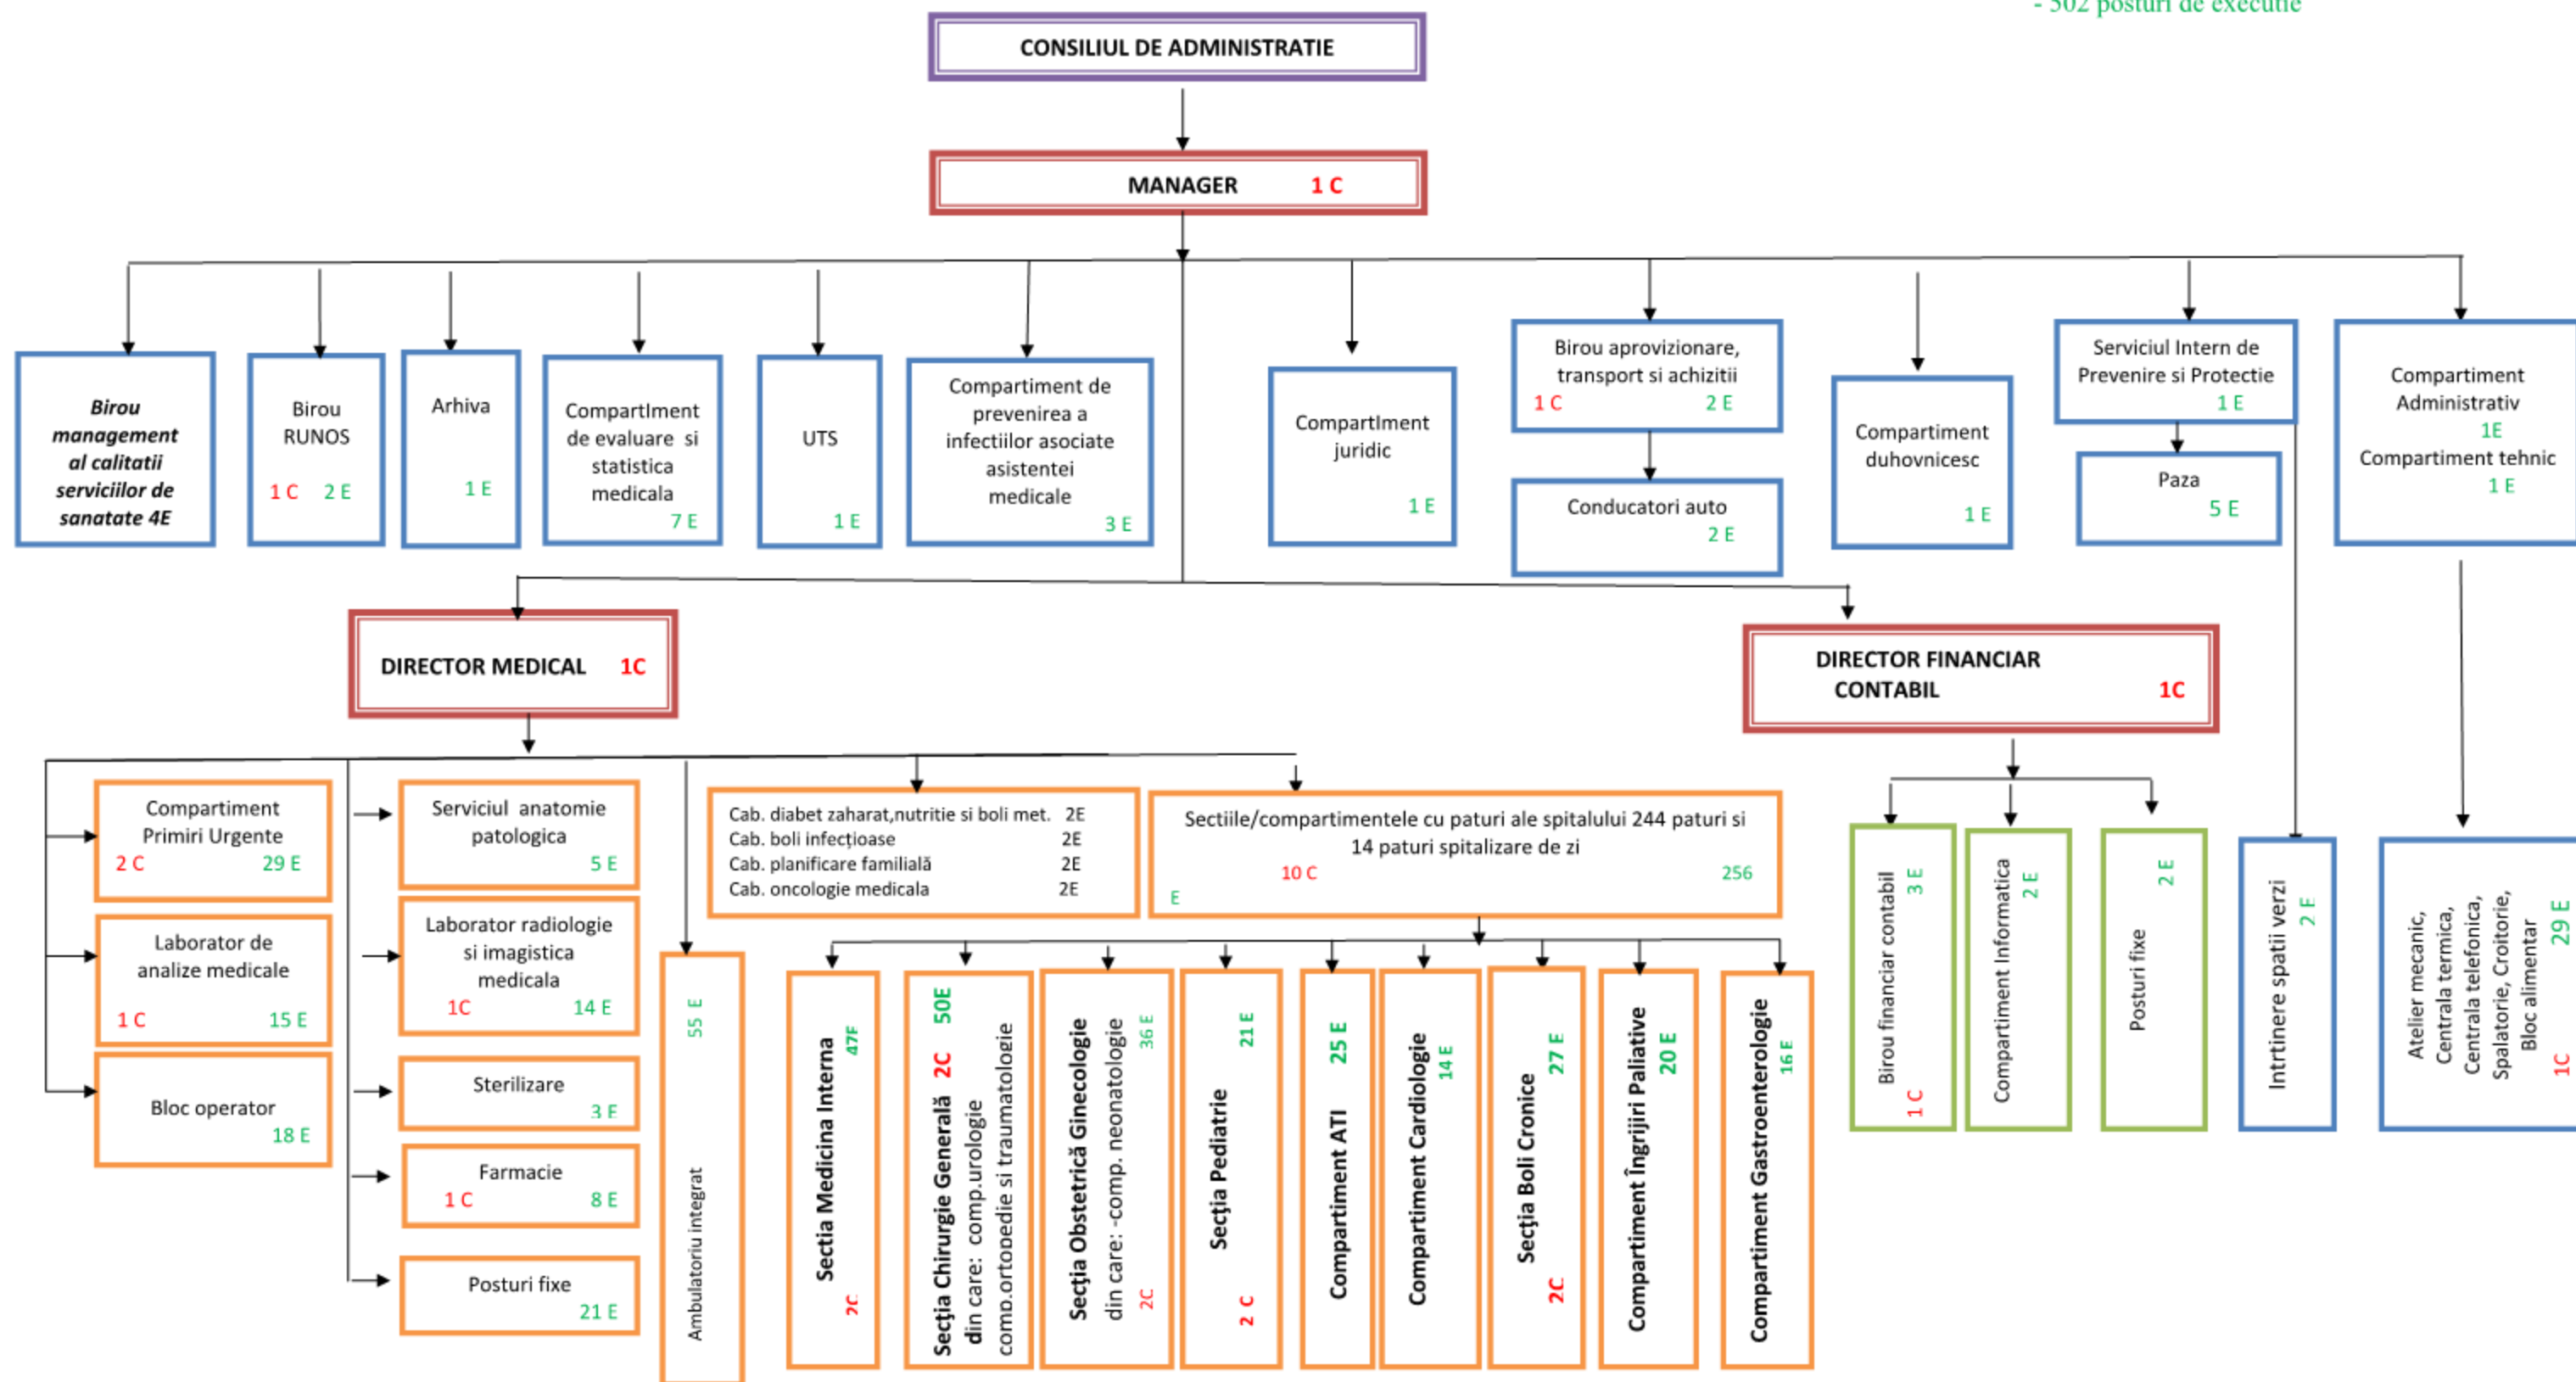 - 502 posturi de executie
CONSILIUL DE ADMINISTRATIE
MANAGER 1 C
Birou
management
al calitatii
serviciilor de
sanatate 4E
Birou
RUNOS
1 C 2 E
Arhiva
1 E
CompartIment
de evaluare si
statistica
medicala
7 E
UTS
1 E
Compartiment de
prevenirea a
infectiilor asociate
asistentei
medicale
3 E
CompartIment
juridic
1 E
Birou aprovizionare,
transport si achizitii
1 C 2 E
Conducatori auto
2 E
Compartiment
duhovnicesc
1 E
Serviciul Intern de
Prevenire si Protectie
1 E
Paza
5 E
Compartiment
Administrativ
1E
Compartiment tehnic
1 E
DIRECTOR MEDICAL 1C
DIRECTOR FINANCIAR
CONTABIL 1C
Compartiment
Primiri Urgente
2 C 29 E
Laborator de
analize medicale
1 C 15 E
Bloc operator
18 E
Serviciul anatomie
patologica
5 E
Laborator radiologie
si imagistica
medicala
1C 14 E
Sterilizare
3 E
Farmacie
1 C 8 E
Posturi fixe
21 E
Ambulatoriu integrat 55 E
Cab. diabet zaharat,nutritie si boli met. 2E
Cab. boli infecțioase 2E
Cab. planificare familială 2E
Cab. oncologie medicala 2E
Sectiile/compartimentele cu paturi ale spitalului 244 paturi si
14 paturi spitalizare de zi
10 C 256
E
Sectia Medicina Interna
2C 47E
Secţia Chirurgie Generală 2C 50E
din care: comp.urologie
comp.ortopedie si traumatologie
Secţia Obstetrică Ginecologie
din care: -comp. neonatologie
2C 36 E
Secţia Pediatrie
2 C 21 E
Compartiment ATI 25 E
Compartiment Cardiologie
14 E
Secţia Boli Cronice
2C 27 E
Compartiment Îngrijiri Paliative
20 E
Compartiment Gastroenterologie
16 E
Birou financiar contabil
1 C 3 E
Compartiment Informatica
2 E
Posturi fixe
2 E
Intrtinere spatii verzi
2 E
Atelier mecanic,
Centrala termica,
Centrala telefonica,
Spalatorie, Croitorie,
Bloc alimentar
1C 29 E